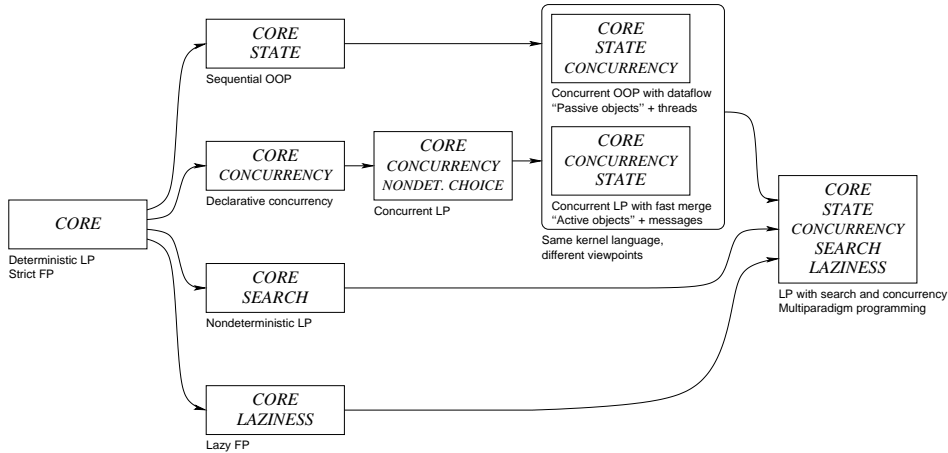 CORE
Deterministic LP
Strict FP
CORE
STATE
Sequential OOP
CORE
CONCURRENCY
Declarative concurrency
CORE
SEARCH
Nondeterministic LP
CORE
LAZINESS
Lazy FP
CORE
CONCURRENCY
NONDET. CHOICE
Concurrent LP
CORE
STATE
CONCURRENCY
Concurrent OOP with dataflow
“Passive objects” + threads
CORE
CONCURRENCY
STATE
Concurrent LP with fast merge
“Active objects” + messages
Same kernel language,
different viewpoints
CORE
STATE
CONCURRENCY
SEARCH
LAZINESS
LP with search and concurrency
Multiparadigm programming